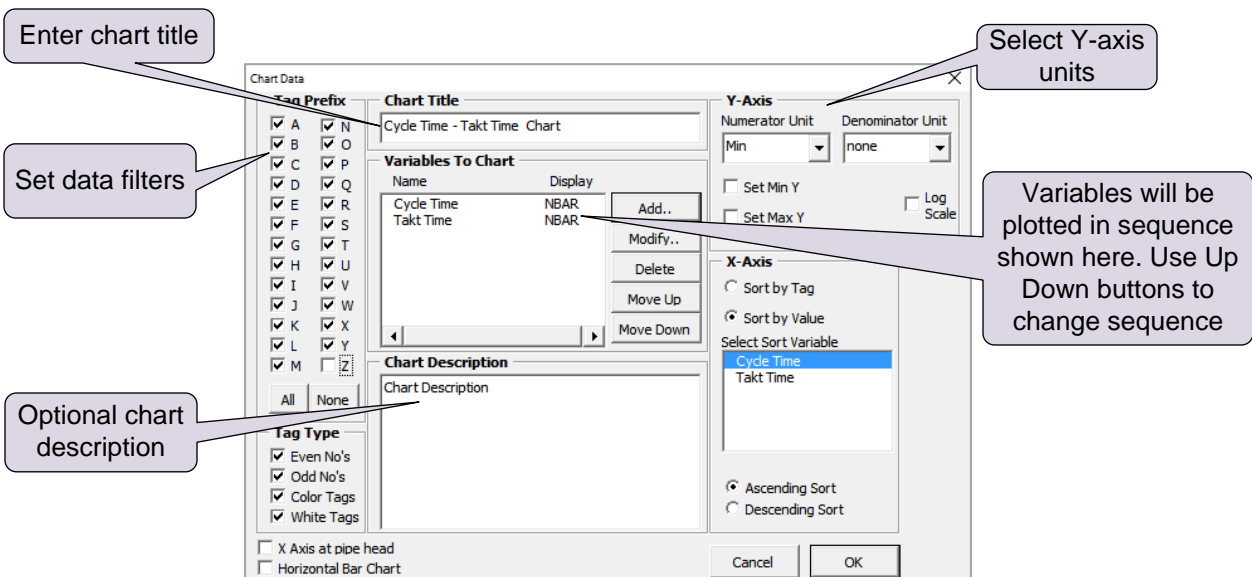 Enter chart title
Select Y-axis
units
Set data filters
Variables will be
plotted in sequence
shown here. Use Up
Down buttons to
change sequence
Optional chart
description
Chart Data
Tag Prefix
A N
B O
C P
D Q
E R
F S
G T
H U
I V
J W
K X
L Y
M Z
All None
Tag Type
Even No's
Odd No's
Color Tags
White Tags
X Axis at pipe head
Horizontal Bar Chart
Chart Title
Cycle Time - Takt Time Chart
Variables To Chart
Name Display
Cycle Time NBAR
Takt Time NBAR
Add..
Modify..
Delete
Move Up
Move Down
Chart Description
Chart Description
Y-Axis
Numerator Unit Denominator Unit
Min none
Set Min Y
Set Max Y
Log
Scale
X-Axis
Sort by Tag
Sort by Value
Select Sort Variable
Cycle Time
Takt Time
Ascending Sort
Descending Sort
Cancel OK